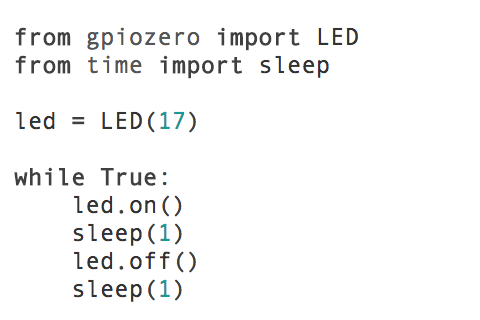 from gpiozero import LED
from time import sleep

led = LED(17)

while True:
    led.on()
    sleep(1)
    led.off()
    sleep(1)